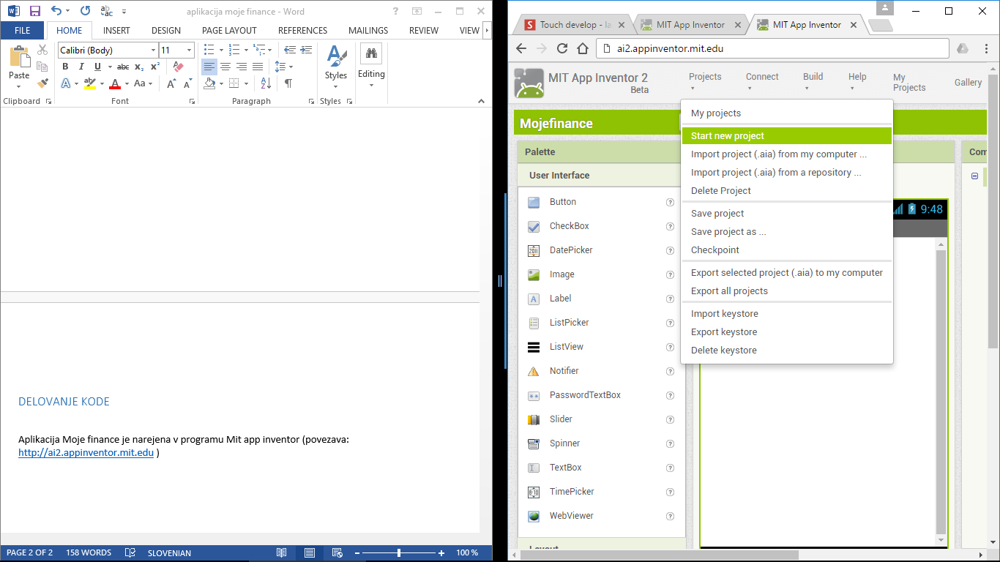 aplikacija moje finance - Word
FILE
HOME
INSERT
DESIGN
PAGE LAYOUT
REFERENCES
MAILINGS
REVIEW
VIEW
Paste
Calibri (Body)
11
B I U abc x₂ x²
Aa
Styles
Editing
Clipboard
Font
Paragraph
Styles
DELOVANJE KODE
Aplikacija Moje finance je narejena v programu Mit app inventor (povezava:
http://ai2.appinventor.mit.edu )
PAGE 2 OF 2
158 WORDS
SLOVENIAN
100 %
Touch develop - la
MIT App Inventor
MIT App Inventor
ai2.appinventor.mit.edu
MIT App Inventor 2
Beta
Projects
Connect
Build
Help
My
Projects
Gallery
Mojefinance
My projects
Start new project
Import project (.aia) from my computer ...
Import project (.aia) from a repository ...
Delete Project
Save project
Save project as ...
Checkpoint
Export selected project (.aia) to my computer
Export all projects
Import keystore
Export keystore
Delete keystore
Palette
User Interface
Button
CheckBox
DatePicker
Image
Label
ListPicker
ListView
Notifier
PasswordTextBox
Slider
Spinner
TextBox
TimePicker
WebViewer
Layout
Com
9:48